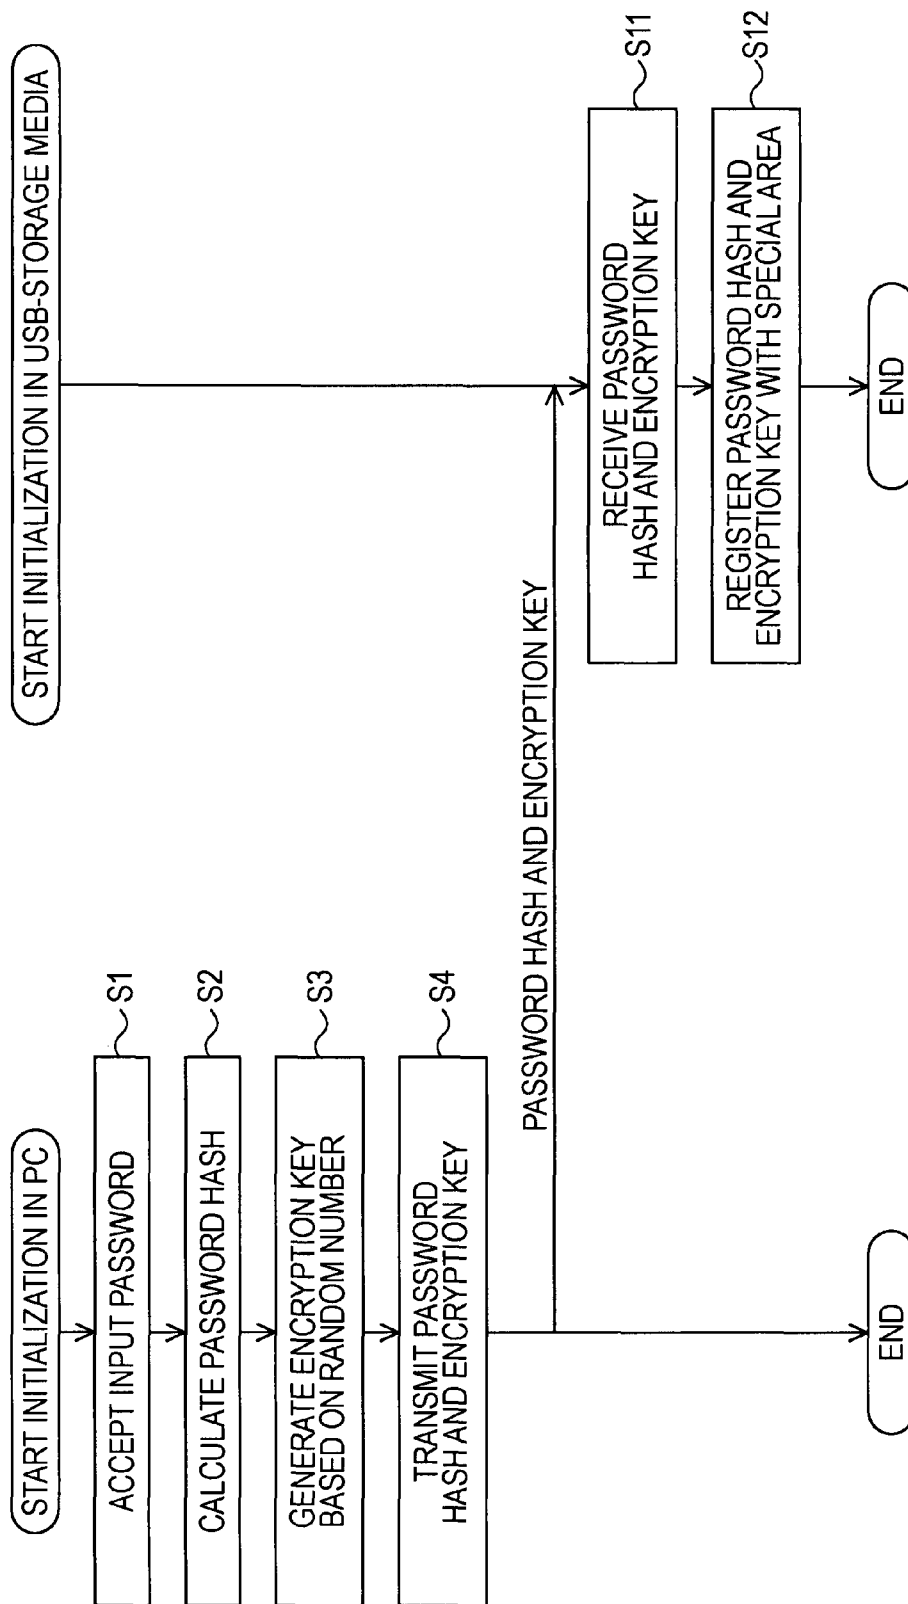 START INITIALIZATION IN PC
ACCEPT INPUT PASSWORD
S1
CALCULATE PASSWORD HASH
S2
GENERATE ENCRYPTION KEY
BASED ON RANDOM NUMBER
S3
TRANSMIT PASSWORD
HASH AND ENCRYPTION KEY
S4
PASSWORD HASH AND ENCRYPTION KEY
END
START INITIALIZATION IN USB-STORAGE MEDIA
RECEIVE PASSWORD
HASH AND ENCRYPTION KEY
S11
REGISTER PASSWORD HASH AND
ENCRYPTION KEY WITH SPECIAL AREA
S12
END